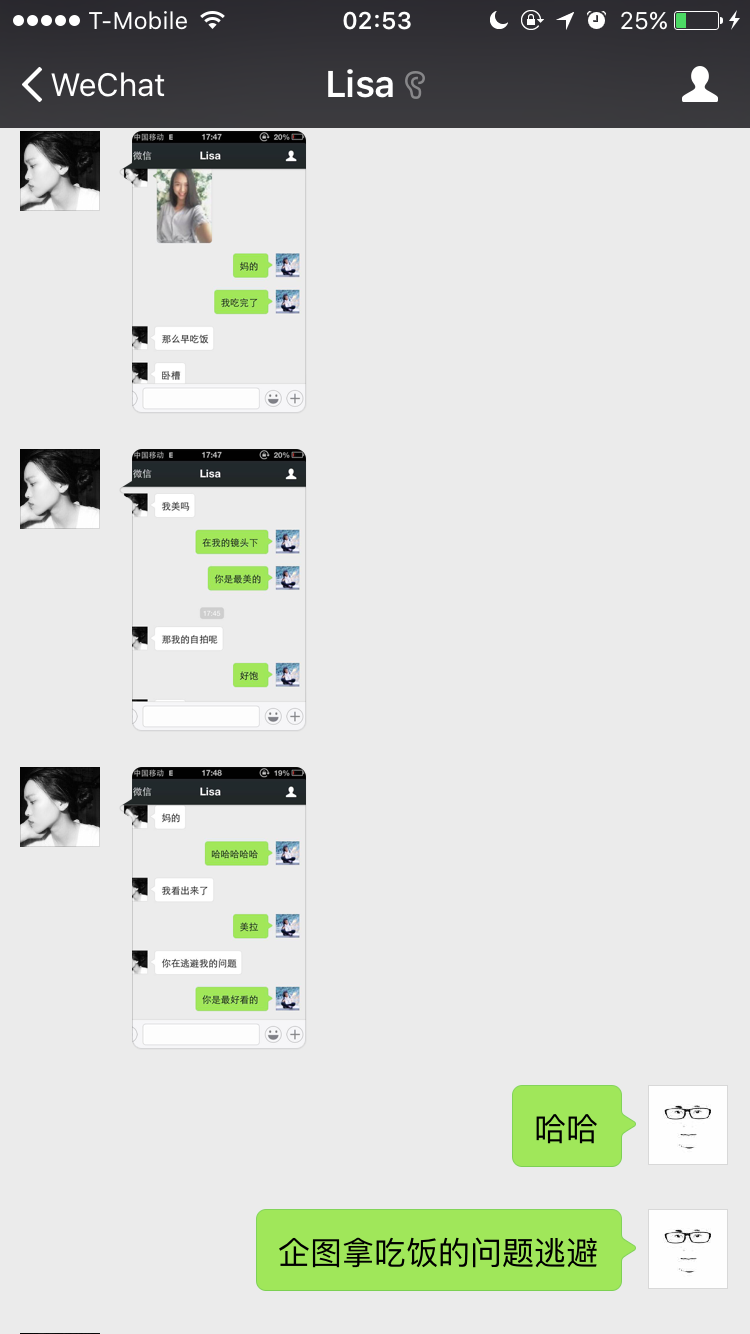 T-Mobile 02:53 25%
WeChat Lisa
中国移动 E 17:47 20%
微信 Lisa
妈的
我吃完了
那么早吃饭
卧槽
中国移动 E 17:47 20%
微信 Lisa
我美吗
在我的镜头下
你是最美的
17:45
那我的自拍呢
好饱
中国移动 E 17:48 19%
微信 Lisa
妈的
哈哈哈哈哈
我看出来了
美拉
你在逃避我的问题
你是最好看的
哈哈
企图拿吃饭的问题逃避